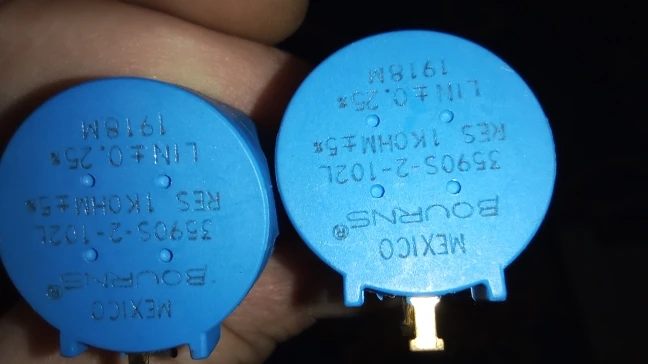 MEXICO
BOURNS®
3590S-2-102L
RES 1KOHM±5%
LIN±0.25%
1918M
MEXICO
BOURNS®
3590S-2-102L
RES 1KOHM±5%
LIN±0.25%
1918M